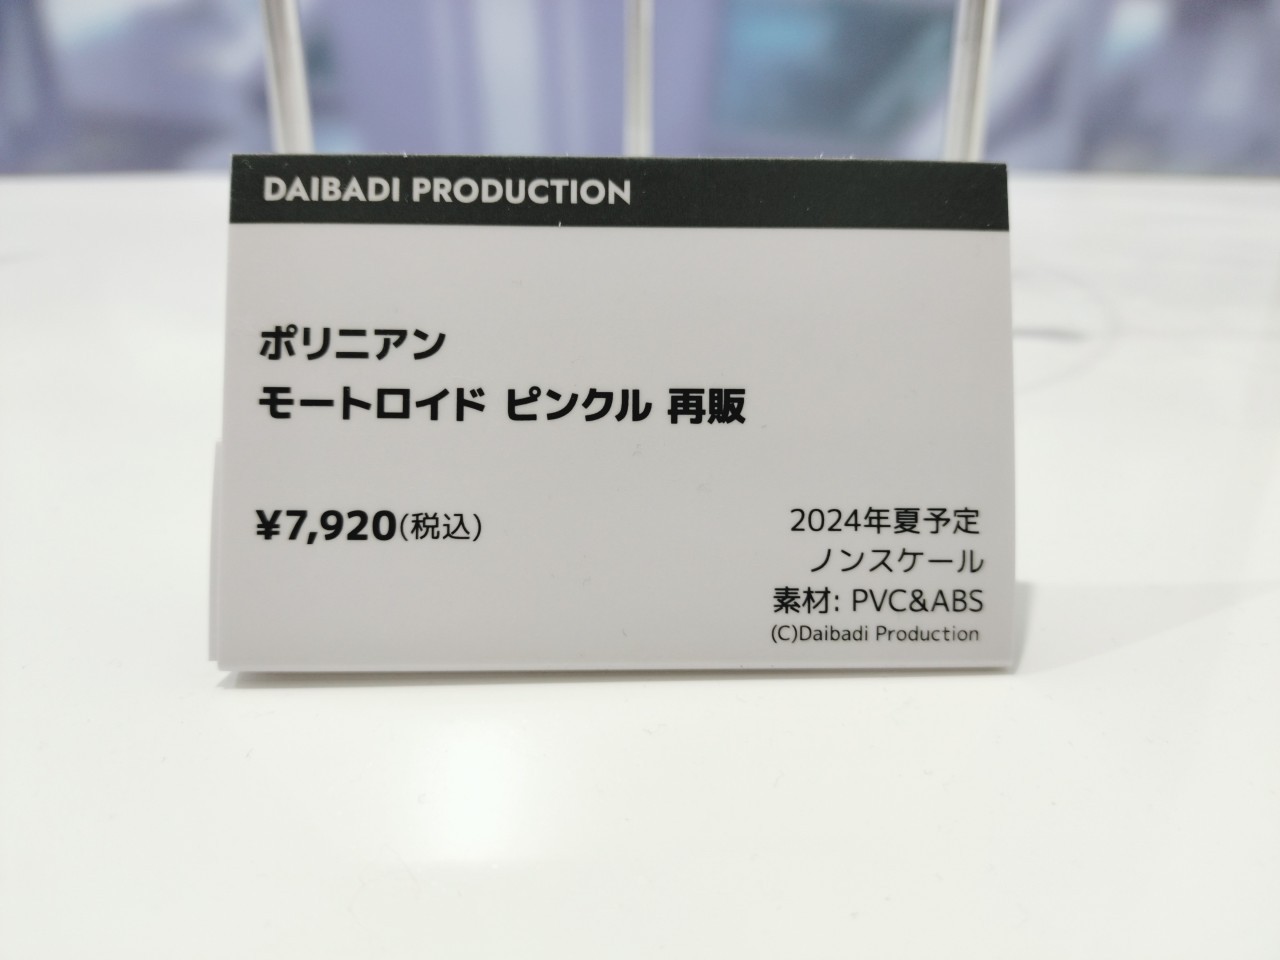 DAIBADI PRODUCTION
ポリニアン
モートロイド ピンクル 再販
¥7,920(税込)
2024年夏予定
ノンスケール
素材: PVC&ABS
(C)Daibadi Production